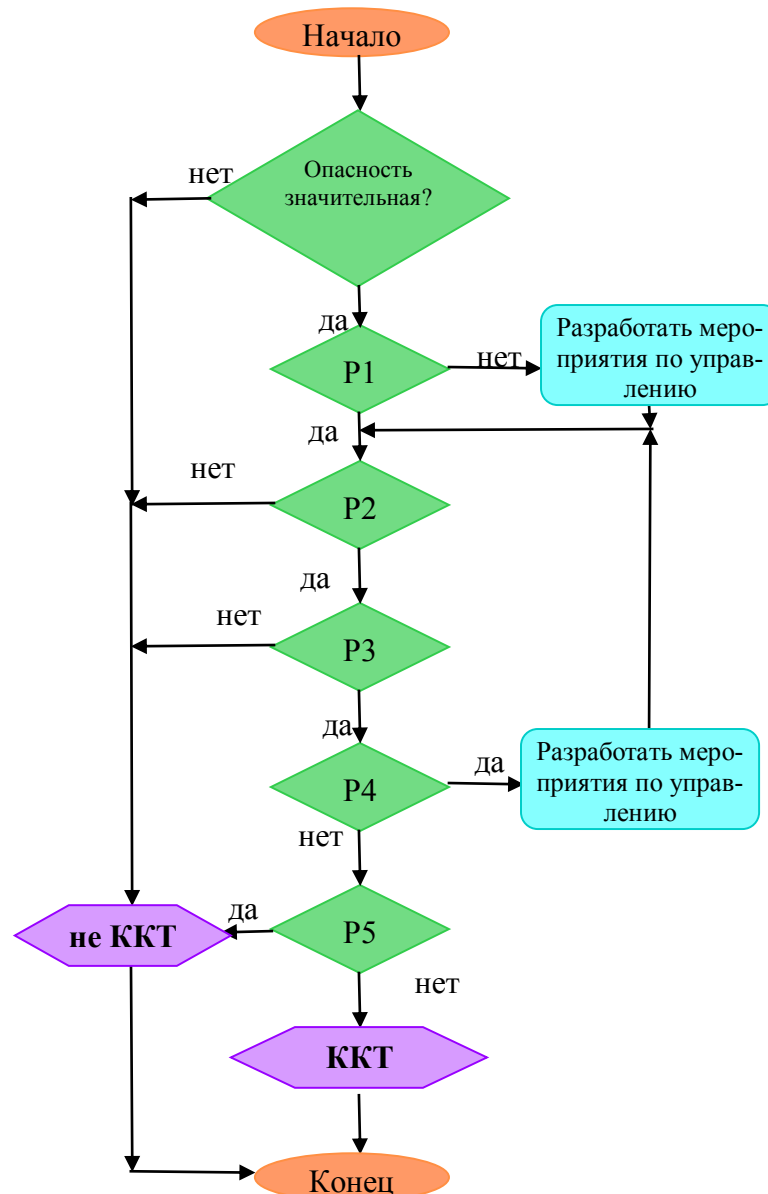 Начало
нет
Опасность
значительная?
да
Р1
нет
Разработать меро-
приятия по управ-
лению
да
нет
Р2
да
нет
Р3
да
Р4
да
Разработать меро-
приятия по управ-
лению
нет
да
не ККТ
Р5
нет
ККТ
Конец